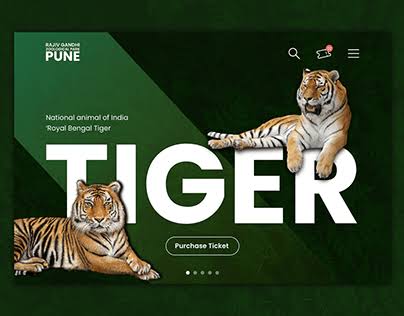 RAJIV GANDHI
ZOOLOGICAL PARK
PUNE
National animal of India
'Royal Bengal Tiger
TIGER
Purchase Ticket